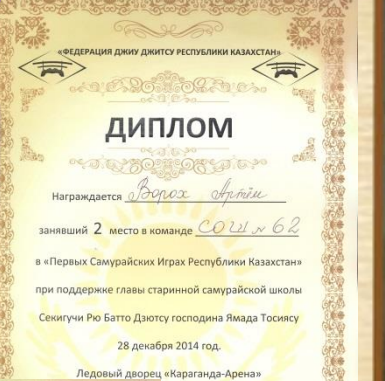 «ФЕДЕРАЦИЯ ДЖИУ ДЖИТСУ РЕСПУБЛИКИ КАЗАХСТАН»
ДИПЛОМ
Награждается Ворох Артём
занявший 2 место в команде СОШ № 62
в «Первых Самурайских Играх Республики Казахстан»
при поддержке главы старинной самурайской школы
Секигучи Рю Батто Дзютсу господина Ямада Тосиясу
28 декабря 2014 год.
Ледовый дворец «Караганда-Арена»